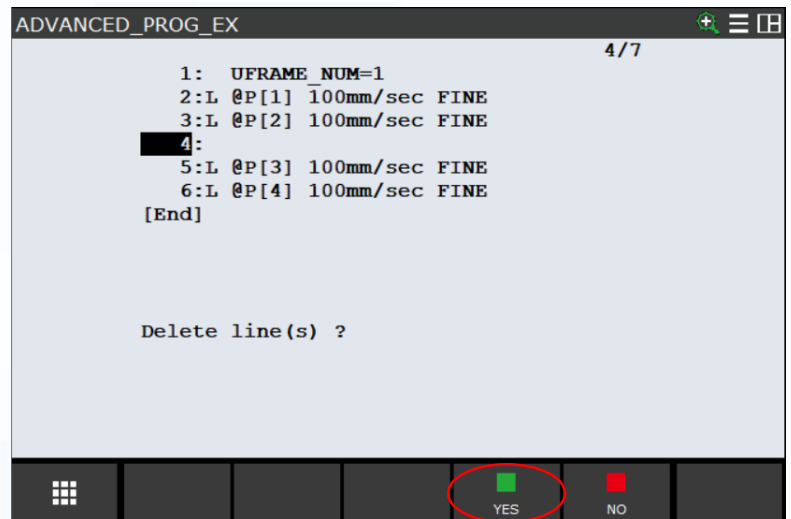 ADVANCED_PROG_EX
4/7
1: UFRAME_NUM=1
2:L @P[1] 100mm/sec FINE
3:L @P[2] 100mm/sec FINE
4:
5:L @P[3] 100mm/sec FINE
6:L @P[4] 100mm/sec FINE
[End]
Delete line(s) ?
YES NO